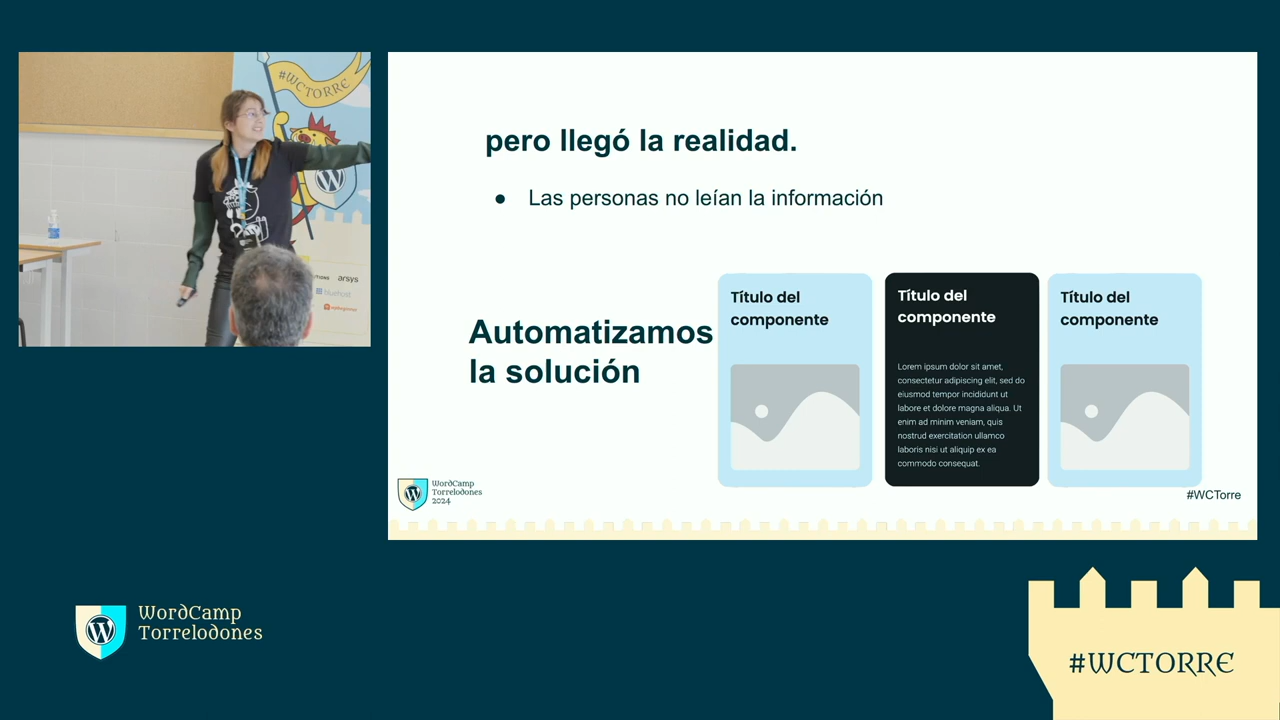 #WCTORRE
arsys
bluehost
pero llegó la realidad.
● Las personas no leían la información
Automatizamos
la solución
Título del
componente
Título del
componente
Lorem ipsum dolor sit amet,
consectetur adipiscing elit, sed do
eiusmod tempor incididunt ut
labore et dolore magna aliqua. Ut
enim ad minim veniam, quis
nostrud exercitation ullamco
laboris nisi ut aliquip ex ea
commodo consequat.
Título del
componente
WordCamp
Torrelodones
2024
#WCTorre
WordCamp
Torrelodones
#WCTORRE